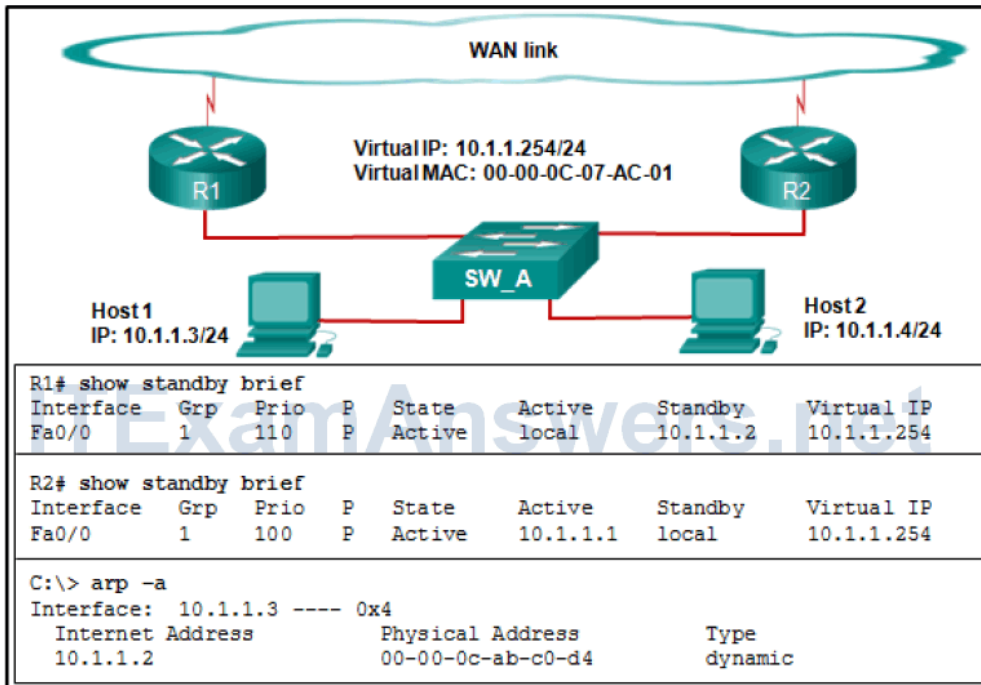 WAN link
Virtual IP: 10.1.1.254/24
Virtual MAC: 00-00-0C-07-AC-01
R1
R2
SW_A
Host 1
IP: 10.1.1.3/24
Host 2
IP: 10.1.1.4/24
R1# show standby brief
Interface Grp Prio P State Active Standby Virtual IP
Fa0/0 1 110 P Active local 10.1.1.2 10.1.1.254
ITExamAnswers.net
R2# show standby brief
Interface Grp Prio P State Active Standby Virtual IP
Fa0/0 1 100 P Active 10.1.1.1 local 10.1.1.254
C:\> arp -a
Interface: 10.1.1.3 ---- 0x4
Internet Address Physical Address Type
10.1.1.2 00-00-0c-ab-c0-d4 dynamic